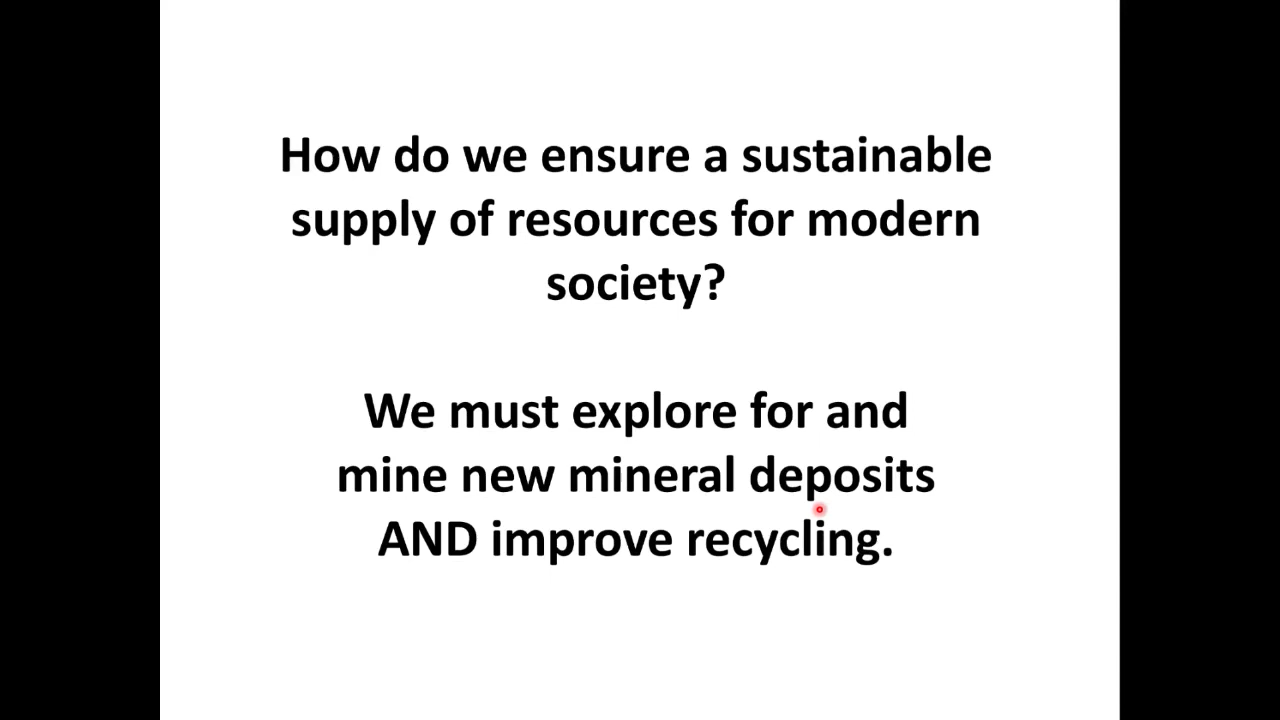 How do we ensure a sustainable
supply of resources for modern
society?
We must explore for and
mine new mineral deposits
AND improve recycling.